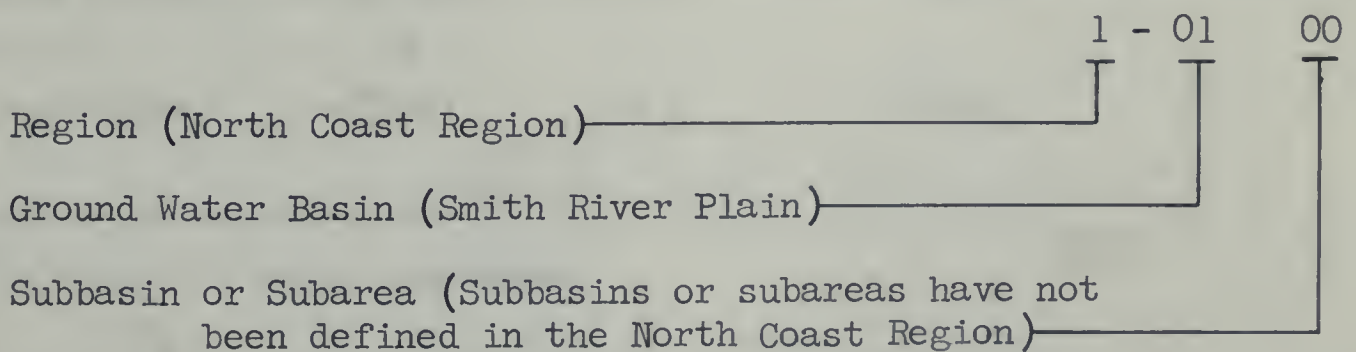 1 - 01 00
Region (North Coast Region)
Ground Water Basin (Smith River Plain)
Subbasin or Subarea (Subbasins or subareas have not
been defined in the North Coast Region)